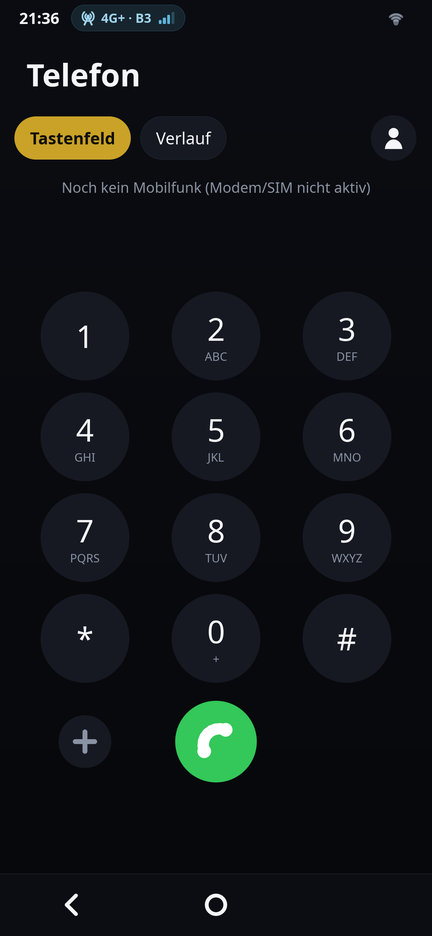 21:36 4G+ · B3
Telefon
Tastenfeld Verlauf
Noch kein Mobilfunk (Modem/SIM nicht aktiv)
1 2 3
ABC DEF
4 5 6
GHI JKL MNO
7 8 9
PQRS TUV WXYZ
* 0 #
+